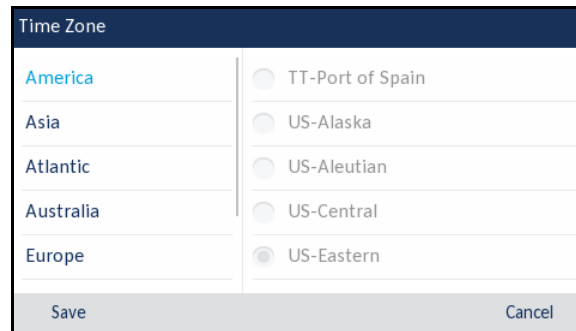 Time Zone
America
TT-Port of Spain
Asia
US-Alaska
Atlantic
US-Aleutian
Australia
US-Central
Europe
US-Eastern
Save
Cancel